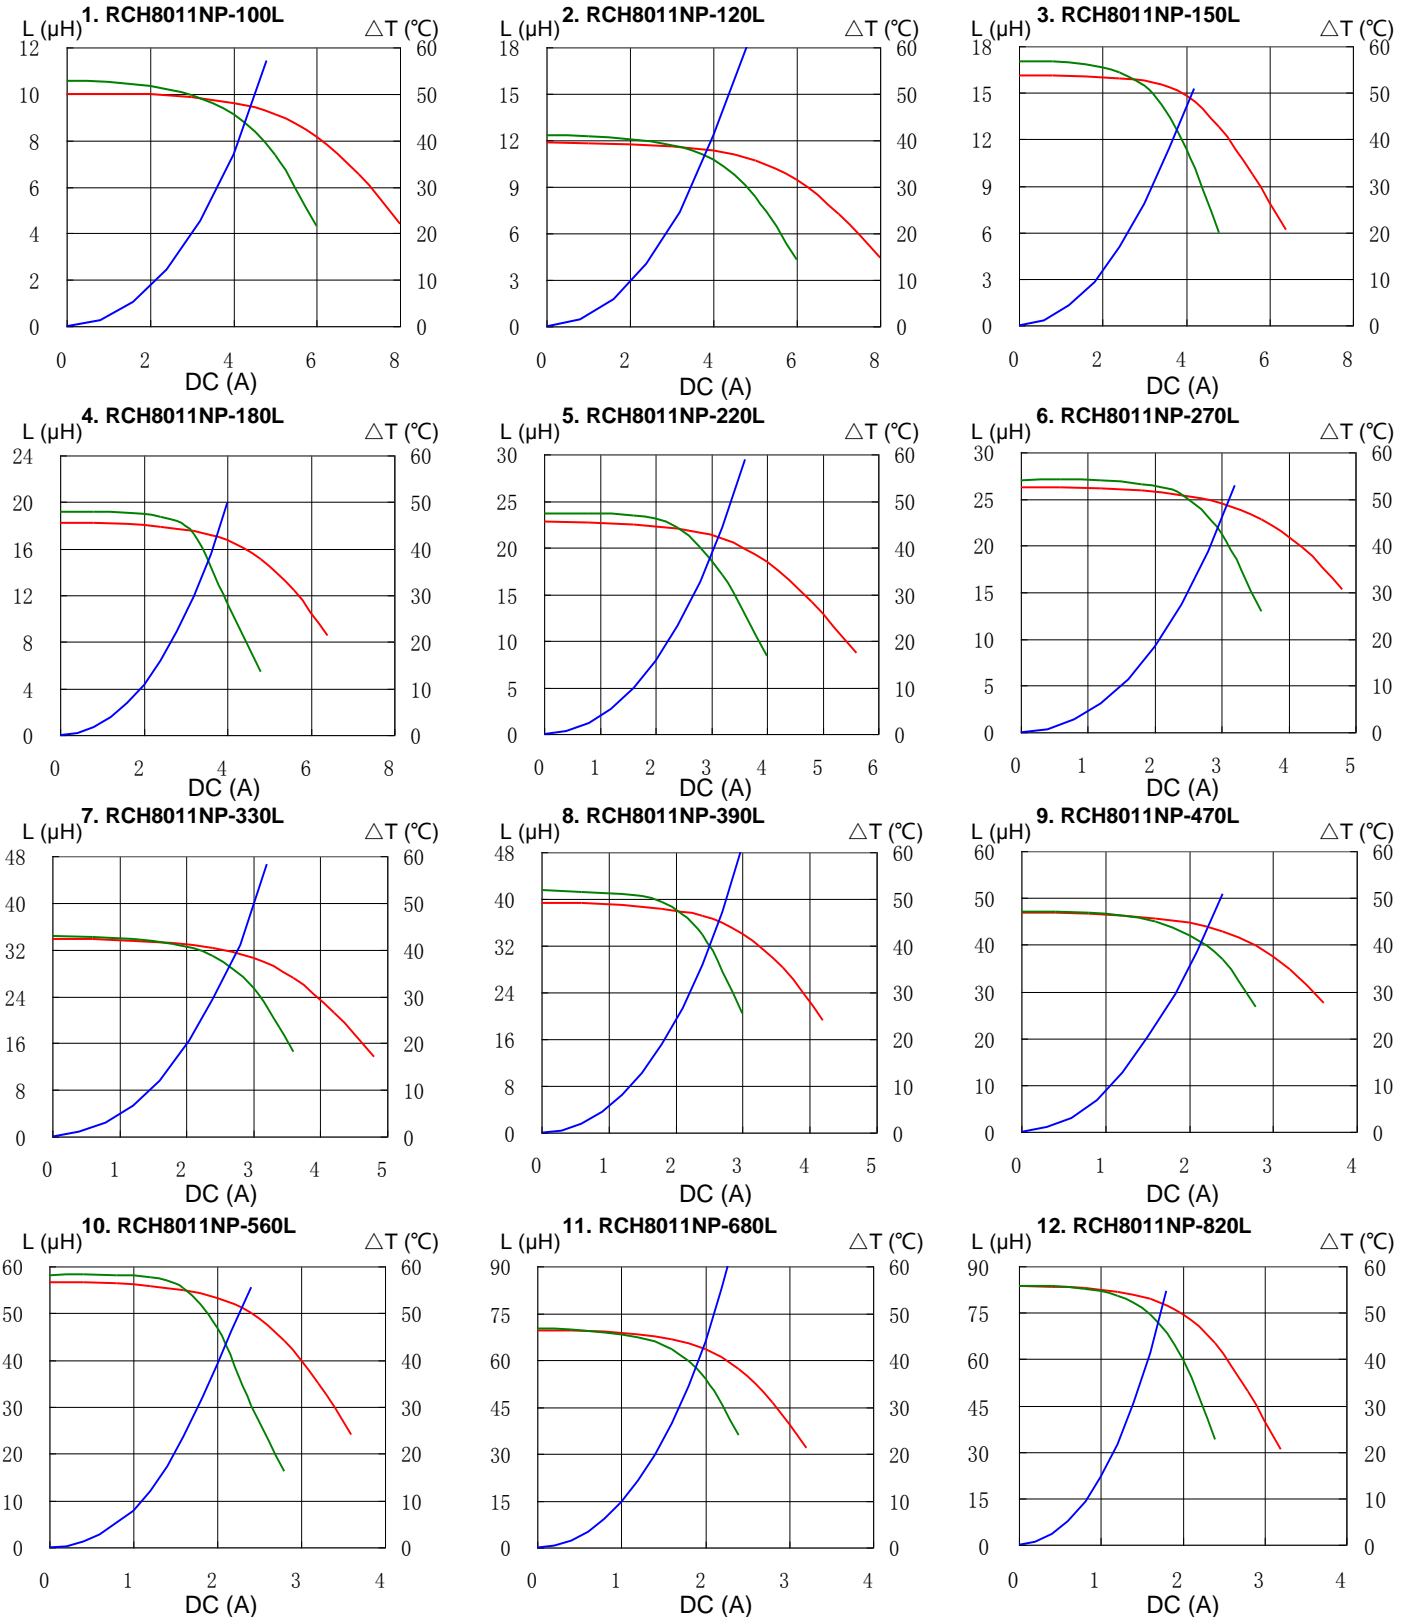 1. RCH8011NP-100L
L (μH) △T (℃)
12 60
10 50
8 40
6 30
4 20
2 10
0 0
0 2 4 6 8
DC (A)
2. RCH8011NP-120L
L (μH) △T (℃)
18 60
15 50
12 40
9 30
6 20
3 10
0 0
0 2 4 6 8
DC (A)
3. RCH8011NP-150L
L (μH) △T (℃)
18 60
15 50
12 40
9 30
6 20
3 10
0 0
0 2 4 6 8
DC (A)
4. RCH8011NP-180L
L (μH) △T (℃)
24 60
20 50
16 40
12 30
8 20
4 10
0 0
0 2 4 6 8
DC (A)
5. RCH8011NP-220L
L (μH) △T (℃)
30 60
25 50
20 40
15 30
10 20
5 10
0 0
0 1 2 3 4 5 6
DC (A)
6. RCH8011NP-270L
L (μH) △T (℃)
30 60
25 50
20 40
15 30
10 20
5 10
0 0
0 1 2 3 4 5
DC (A)
7. RCH8011NP-330L
L (μH) △T (℃)
48 60
40 50
32 40
24 30
16 20
8 10
0 0
0 1 2 3 4 5
DC (A)
8. RCH8011NP-390L
L (μH) △T (℃)
48 60
40 50
32 40
24 30
16 20
8 10
0 0
0 1 2 3 4 5
DC (A)
9. RCH8011NP-470L
L (μH) △T (℃)
60 60
50 50
40 40
30 30
20 20
10 10
0 0
0 1 2 3 4
DC (A)
10. RCH8011NP-560L
L (μH) △T (℃)
60 60
50 50
40 40
30 30
20 20
10 10
0 0
0 1 2 3 4
DC (A)
11. RCH8011NP-680L
L (μH) △T (℃)
90 60
75 50
60 40
45 30
30 20
15 10
0 0
0 1 2 3 4
DC (A)
12. RCH8011NP-820L
L (μH) △T (℃)
90 60
75 50
60 40
45 30
30 20
15 10
0 0
0 1 2 3 4
DC (A)